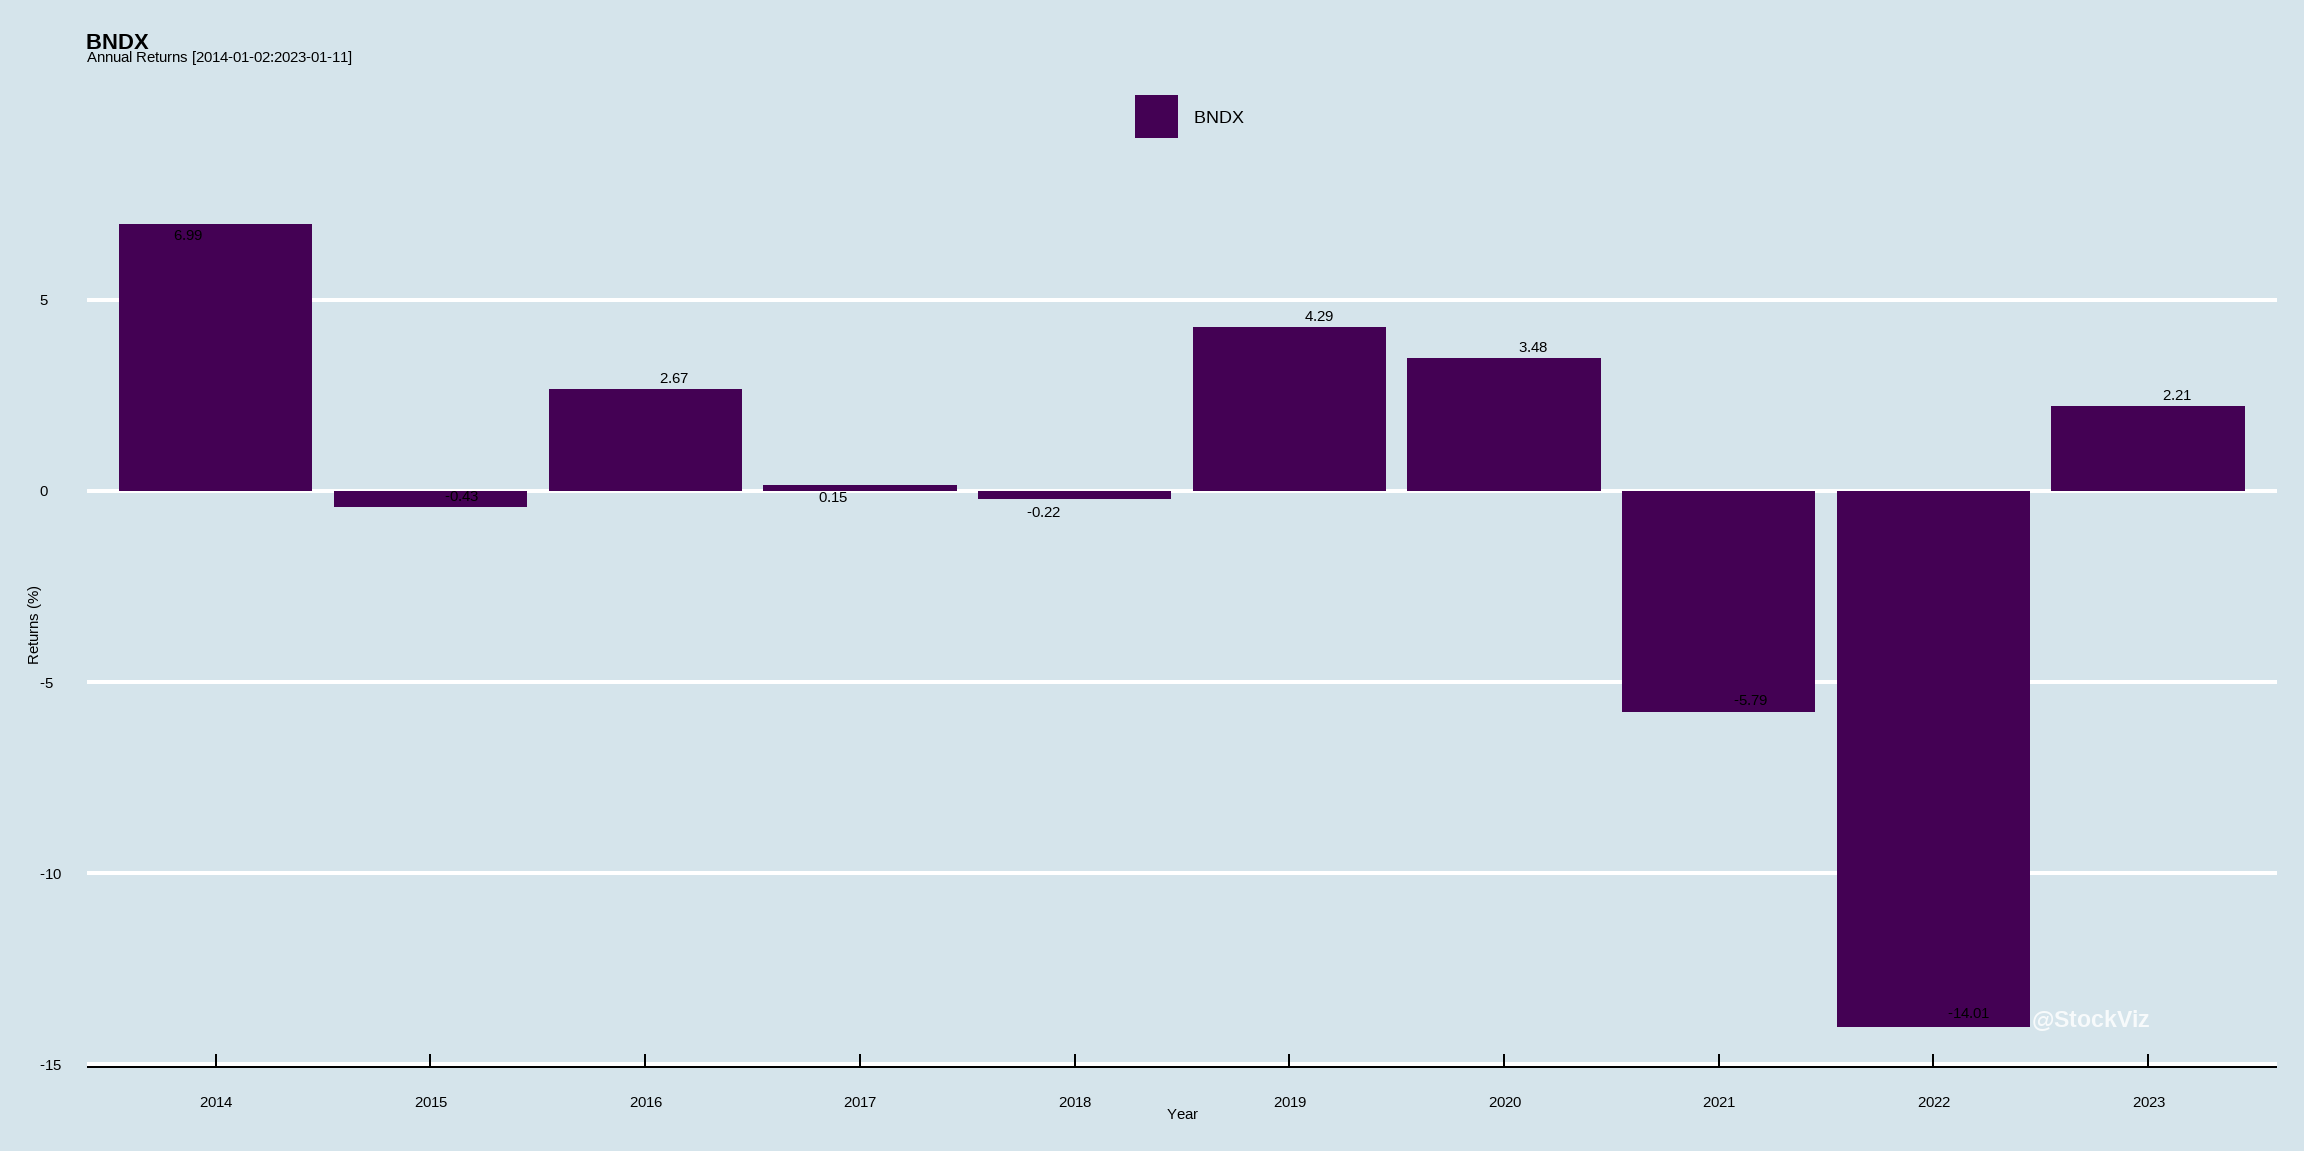 BNDX
Annual Returns [2014-01-02:2023-01-11]
BNDX
6.99
5
4.29
3.48
2.67
2.21
0
-0.43
0.15
-0.22
Returns (%)
-5
-5.79
-10
-14.01
@StockViz
-15
2014 2015 2016 2017 2018 2019 2020 2021 2022 2023
Year